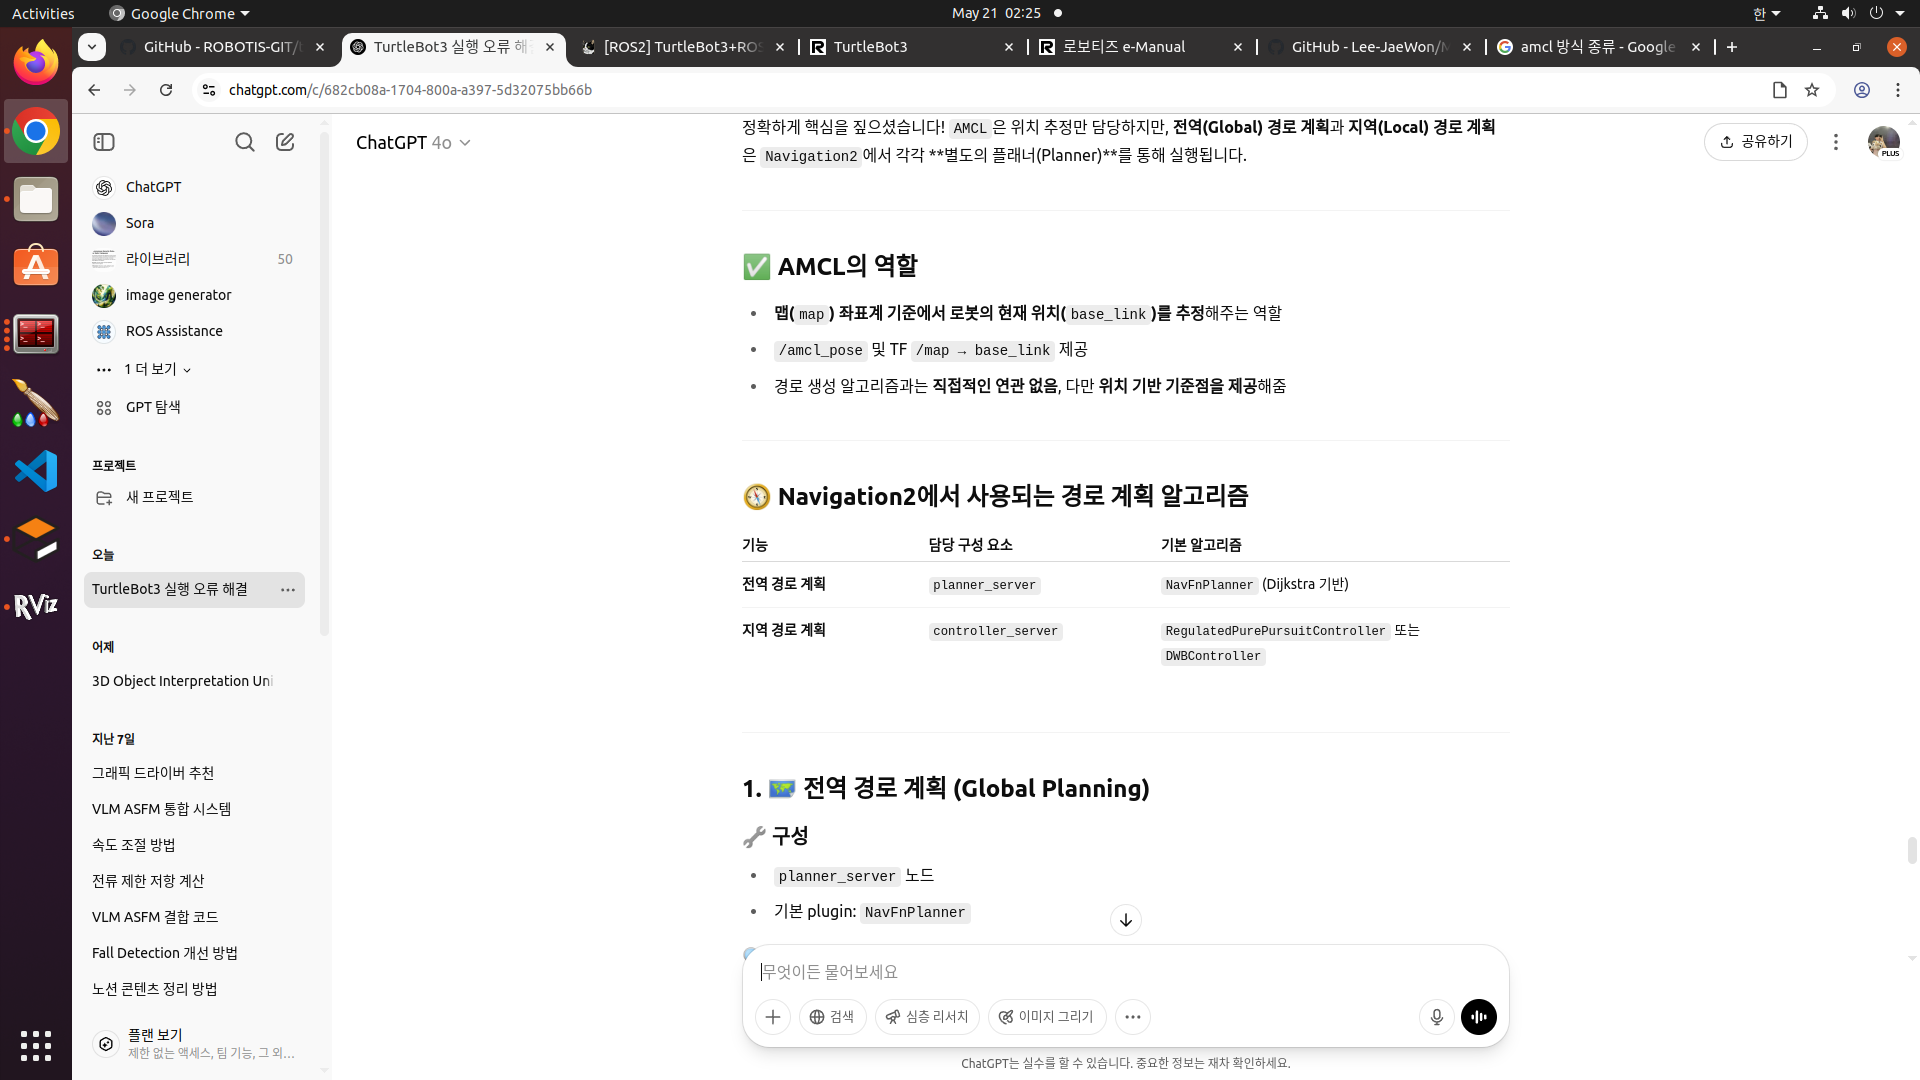 Activities
Google Chrome
May 21 02:25
한
GitHub - ROBOTIS-GIT/t
TurtleBot3 실행 오류 해
[ROS2] TurtleBot3+ROS
TurtleBot3
로보티즈 e-Manual
GitHub - Lee-JaeWon/M
amcl 방식 종류 - Google
chatgpt.com/c/682cb08a-1704-800a-a397-5d32075bb66b
ChatGPT
Sora
라이브러리 50
image generator
ROS Assistance
1 더 보기
GPT 탐색
프로젝트
새 프로젝트
오늘
TurtleBot3 실행 오류 해결
어제
3D Object Interpretation Uni
지난 7일
그래픽 드라이버 추천
VLM ASFM 통합 시스템
속도 조절 방법
전류 제한 저항 계산
VLM ASFM 결합 코드
Fall Detection 개선 방법
노션 콘텐츠 정리 방법
플랜 보기
제한 없는 액세스, 팀 기능, 그 외...
RViz
ChatGPT 4o
공유하기
PLUS
정확하게 핵심을 짚으셨습니다! AMCL은 위치 추정만 담당하지만, 전역(Global) 경로 계획과 지역(Local) 경로 계획
은 Navigation2에서 각각 **별도의 플래너(Planner)**를 통해 실행됩니다.
✅ AMCL의 역할
• 맵( map ) 좌표계 기준에서 로봇의 현재 위치( base_link )를 추정해주는 역할
• /amcl_pose 및 TF /map → base_link 제공
• 경로 생성 알고리즘과는 직접적인 연관 없음, 다만 위치 기반 기준점을 제공해줌
🧭 Navigation2에서 사용되는 경로 계획 알고리즘
기능 담당 구성 요소 기본 알고리즘
전역 경로 계획 planner_server NavFnPlanner (Dijkstra 기반)
지역 경로 계획 controller_server RegulatedPurePursuitController 또는
DWBController
1. 🗺️ 전역 경로 계획 (Global Planning)
🔧 구성
• planner_server 노드
• 기본 plugin: NavFnPlanner
무엇이든 물어보세요
검색
심층 리서치
이미지 그리기
ChatGPT는 실수를 할 수 있습니다. 중요한 정보는 재차 확인하세요.